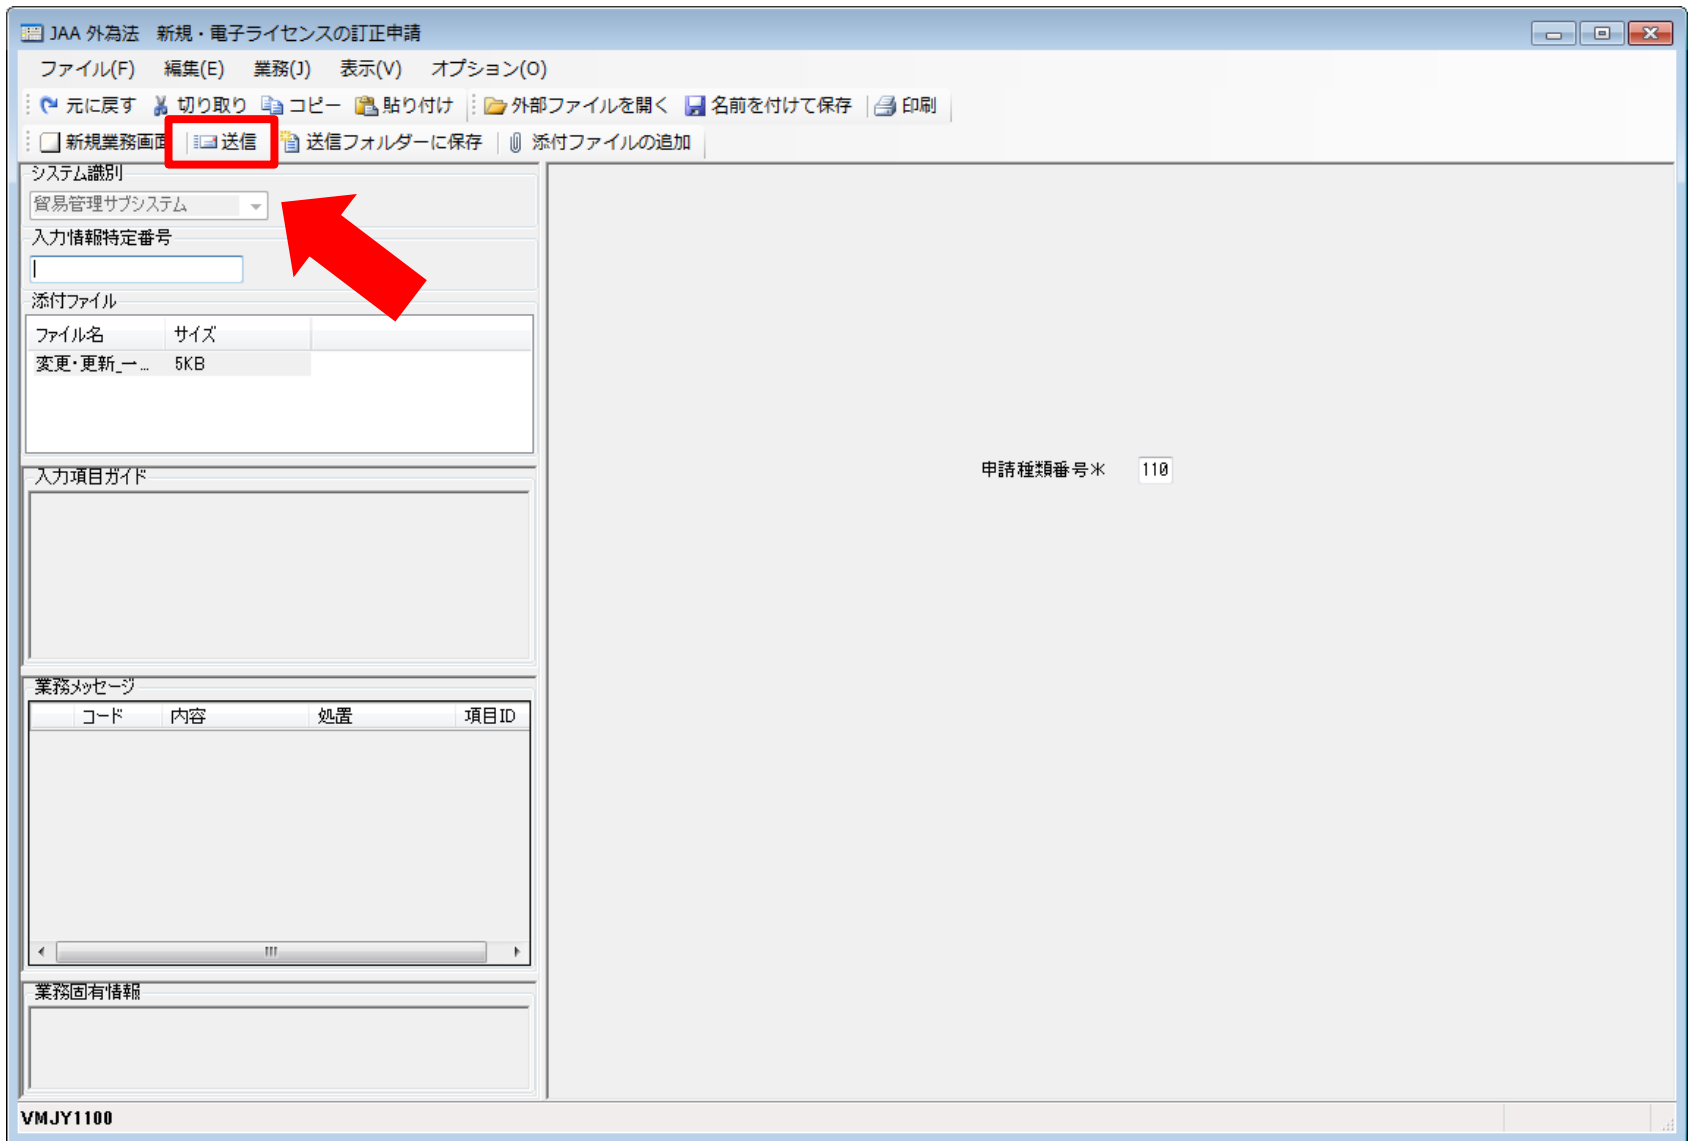 JAA 外為法　新規・電子ライセンスの訂正申請
ファイル(F) 編集(E) 業務(J) 表示(V) オプション(O)
元に戻す 切り取り コピー 貼り付け 外部ファイルを開く 名前を付けて保存 印刷
新規業務画面 送信 送信フォルダーに保存 添付ファイルの追加
システム識別
貿易管理サブシステム
入力情報特定番号
添付ファイル
ファイル名 サイズ
変更・更新_一... 5KB
申請種類番号* 110
入力項目ガイド
業務メッセージ
コード 内容 処置 項目ID
業務固有情報
VMJY1100